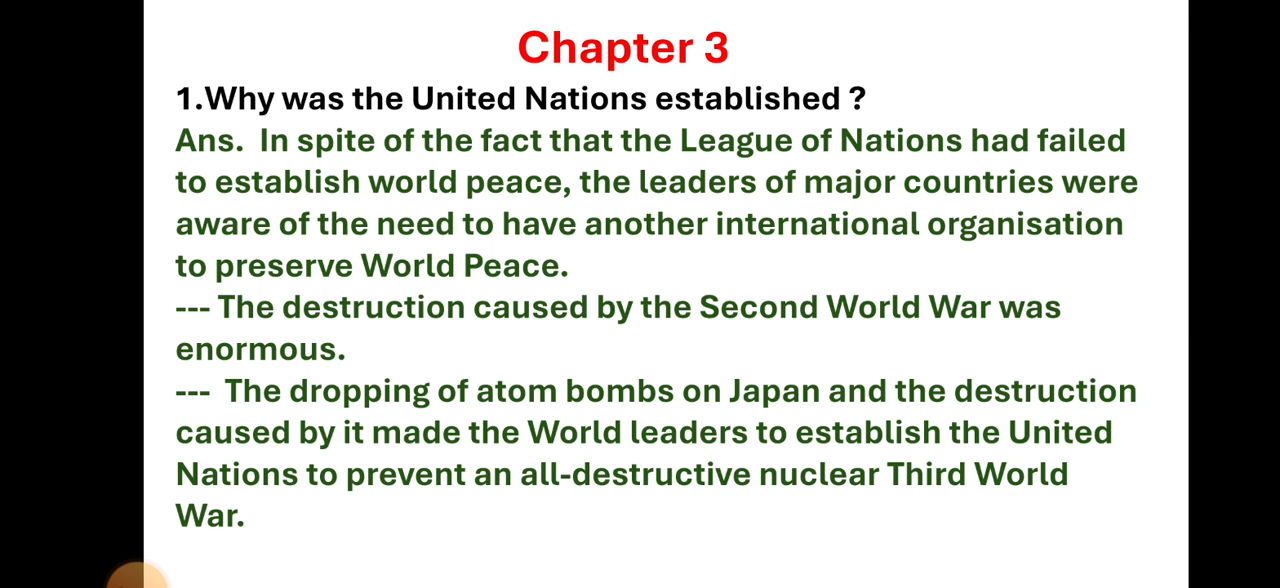 Chapter 3
1.Why was the United Nations established ?
Ans.  In spite of the fact that the League of Nations had failed
to establish world peace, the leaders of major countries were
aware of the need to have another international organisation
to preserve World Peace.
--- The destruction caused by the Second World War was
enormous.
---  The dropping of atom bombs on Japan and the destruction
caused by it made the World leaders to establish the United
Nations to prevent an all-destructive nuclear Third World
War.